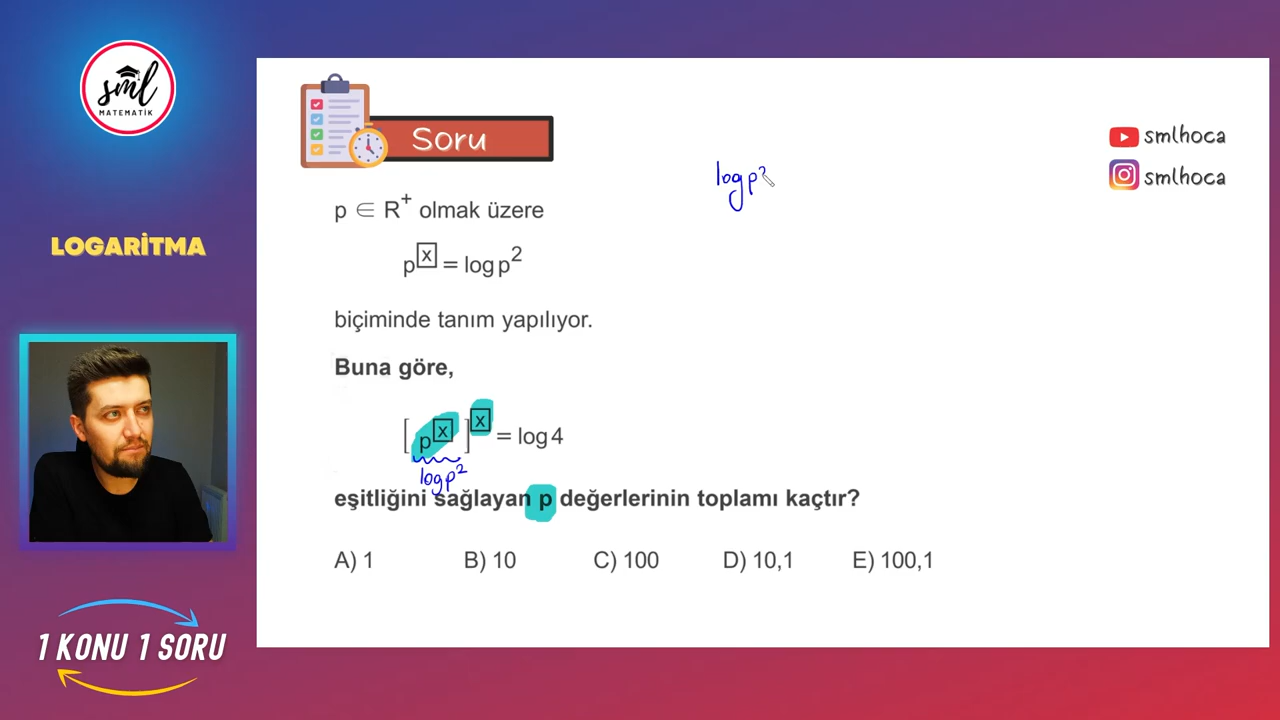 sml
MATEMATİK
Soru
smlhoca
smlhoca
log p²
LOGARİTMA
p ∈ R⁺ olmak üzere
p^[x] = log p²
biçiminde tanım yapılıyor.
Buna göre,
[ p^[x] ]^[x] = log 4
log p²
eşitliğini sağlayan p değerlerinin toplamı kaçtır?
A) 1 B) 10 C) 100 D) 10,1 E) 100,1
1 KONU 1 SORU